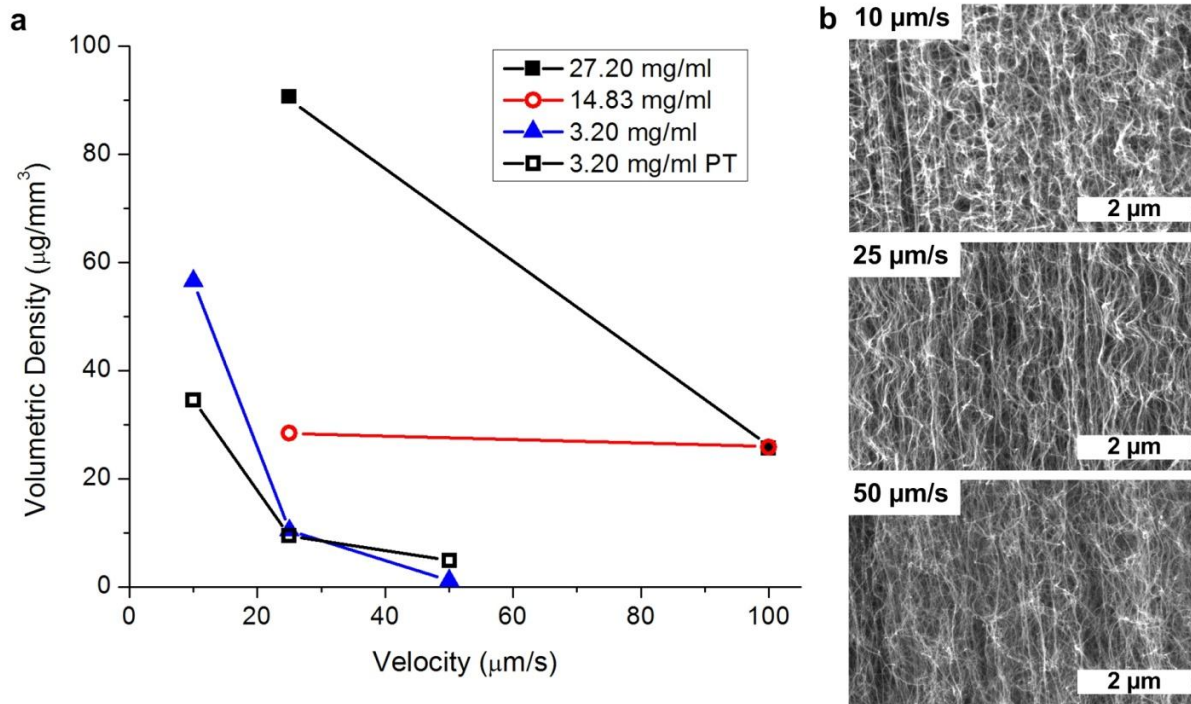 a
100
80
60
40
20
0
Volumetric Density (μg/mm³)
27.20 mg/ml
14.83 mg/ml
3.20 mg/ml
3.20 mg/ml PT
0 20 40 60 80 100
Velocity (μm/s)
b
10 µm/s
2 µm
25 µm/s
2 µm
50 µm/s
2 µm